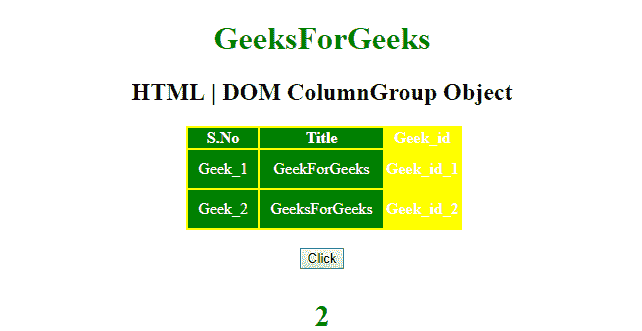 GeeksForGeeks
HTML | DOM ColumnGroup Object
S.No Title Geek_id
Geek_1 GeekForGeeks Geek_id_1
Geek_2 GeeksForGeeks Geek_id_2
Click
2